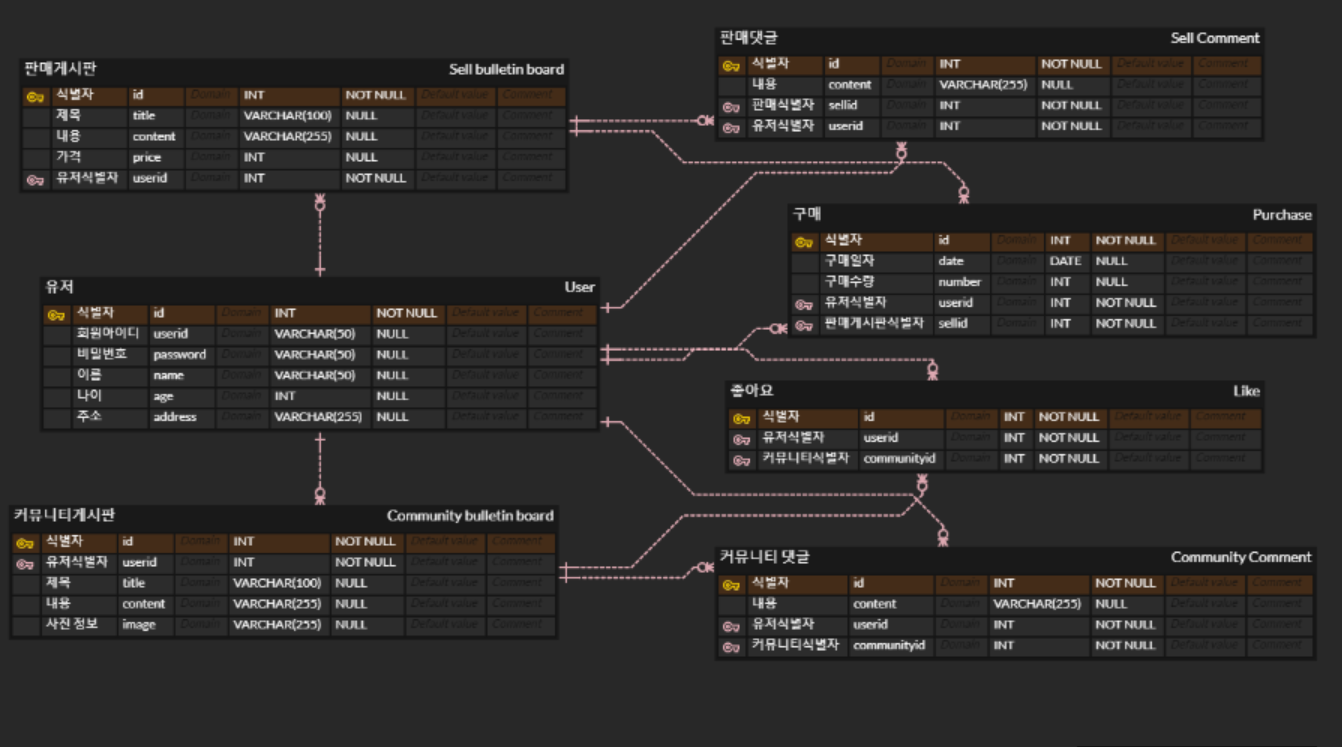 판매게시판 Sell bulletin board
식별자 id Domain INT NOT NULL Default value Comment
제목 title Domain VARCHAR(100) NULL Default value Comment
내용 content Domain VARCHAR(255) NULL Default value Comment
가격 price Domain INT NULL Default value Comment
유저식별자 userid Domain INT NOT NULL Default value Comment
유저 User
식별자 id Domain INT NOT NULL Default value Comment
회원아이디 userid Domain VARCHAR(50) NULL Default value Comment
비밀번호 password Domain VARCHAR(50) NULL Default value Comment
이름 name Domain VARCHAR(50) NULL Default value Comment
나이 age Domain INT NULL Default value Comment
주소 address Domain VARCHAR(255) NULL Default value Comment
커뮤니티게시판 Community bulletin board
식별자 id Domain INT NOT NULL Default value Comment
유저식별자 userid Domain INT NOT NULL Default value Comment
제목 title Domain VARCHAR(100) NULL Default value Comment
내용 content Domain VARCHAR(255) NULL Default value Comment
사진 정보 image Domain VARCHAR(255) NULL Default value Comment
판매댓글 Sell Comment
식별자 id Domain INT NOT NULL Default value Comment
내용 content Domain VARCHAR(255) NULL Default value Comment
판매식별자 sellid Domain INT NOT NULL Default value Comment
유저식별자 userid Domain INT NOT NULL Default value Comment
구매 Purchase
식별자 id Domain INT NOT NULL Default value Comment
구매일자 date Domain DATE NULL Default value Comment
구매수량 number Domain INT NULL Default value Comment
유저식별자 userid Domain INT NOT NULL Default value Comment
판매게시판식별자 sellid Domain INT NOT NULL Default value Comment
좋아요 Like
식별자 id Domain INT NOT NULL Default value Comment
유저식별자 userid Domain INT NOT NULL Default value Comment
커뮤니티식별자 communityid Domain INT NOT NULL Default value Comment
커뮤니티 댓글 Community Comment
식별자 id Domain INT NOT NULL Default value Comment
내용 content Domain VARCHAR(255) NULL Default value Comment
유저식별자 userid Domain INT NOT NULL Default value Comment
커뮤니티식별자 communityid Domain INT NOT NULL Default value Comment